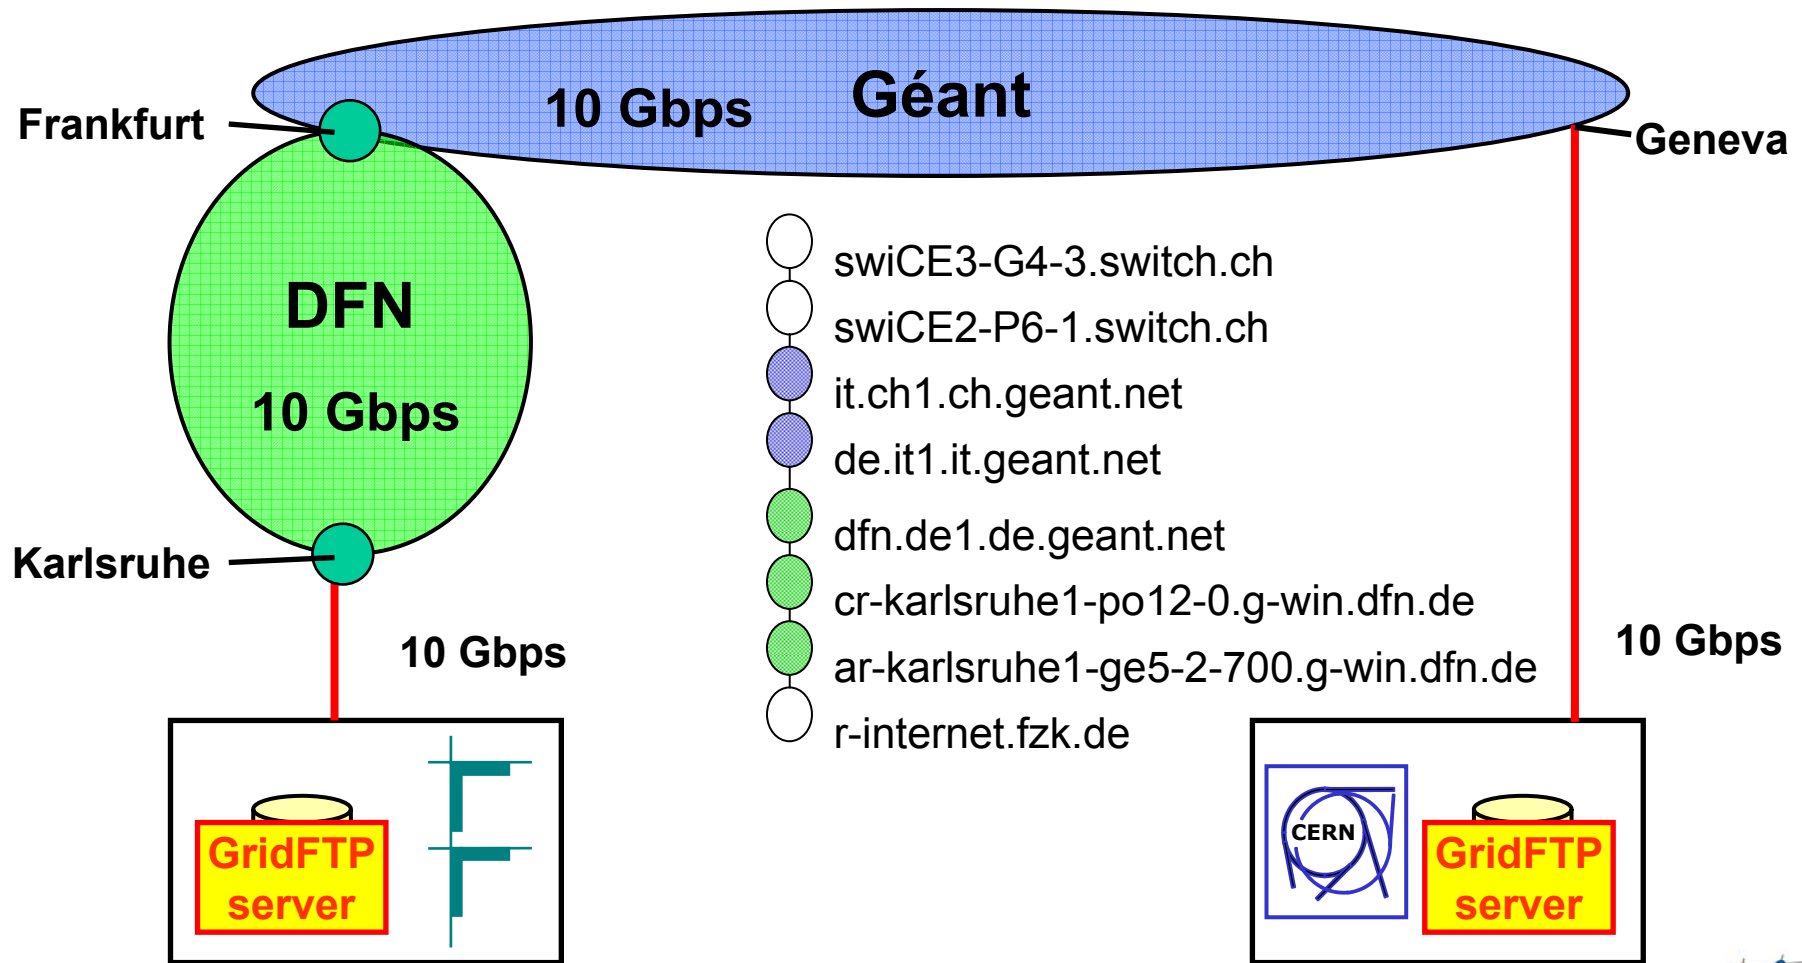 Géant
10 Gbps
Frankfurt
Geneva
DFN
10 Gbps
Karlsruhe
swiCE3-G4-3.switch.ch
swiCE2-P6-1.switch.ch
it.ch1.ch.geant.net
de.it1.it.geant.net
dfn.de1.de.geant.net
cr-karlsruhe1-po12-0.g-win.dfn.de
ar-karlsruhe1-ge5-2-700.g-win.dfn.de
r-internet.fzk.de
10 Gbps
10 Gbps
GridFTP
server
CERN
GridFTP
server